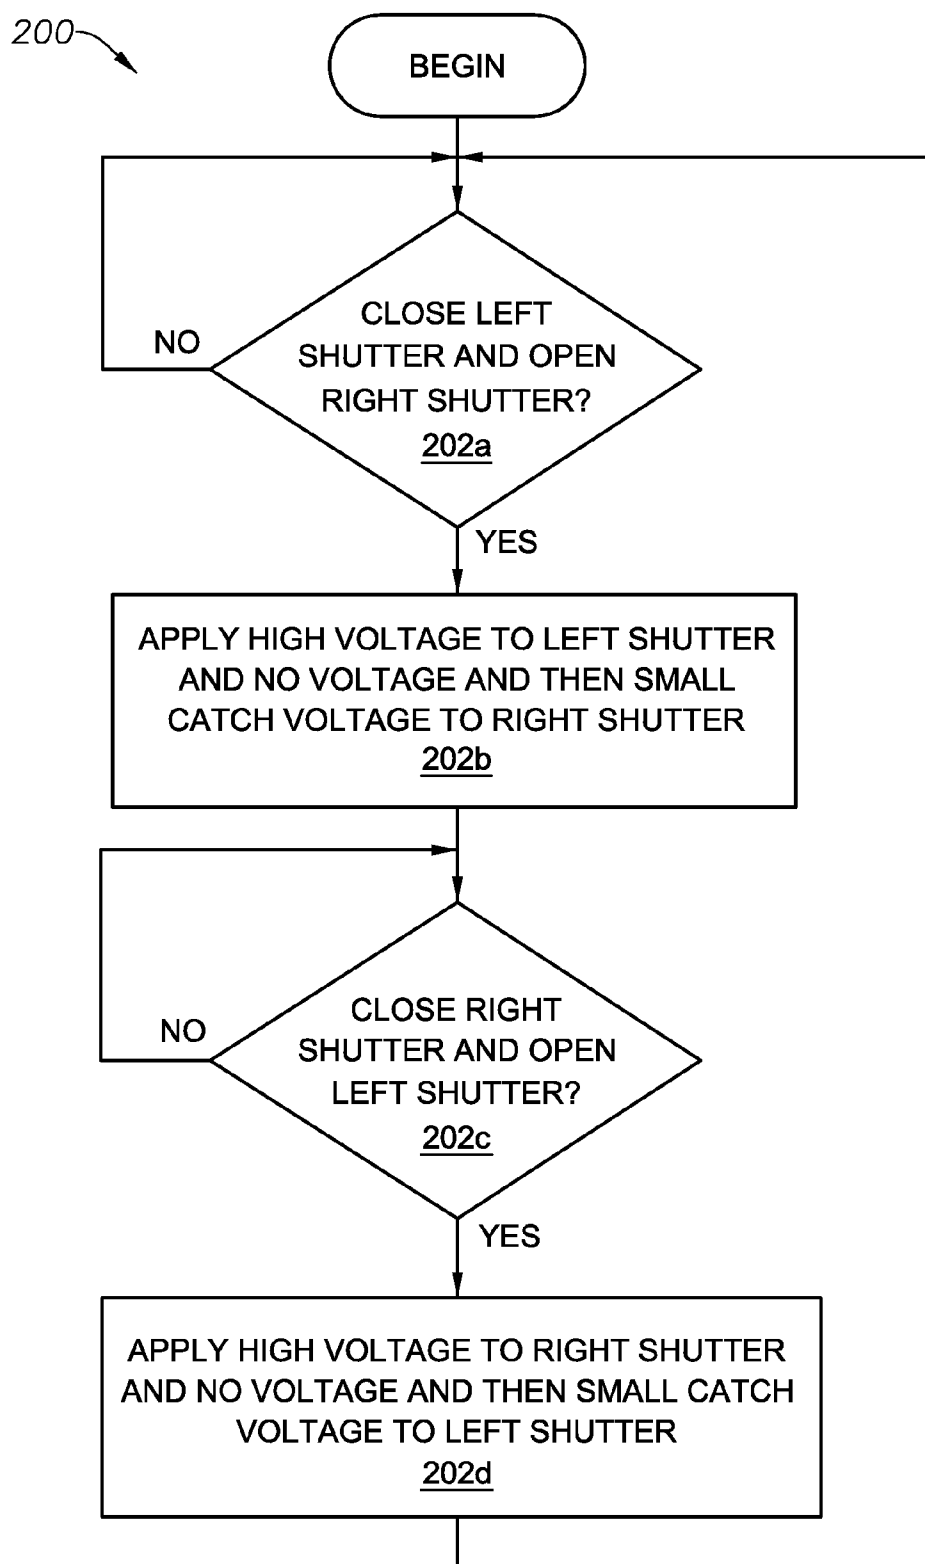 200
BEGIN
CLOSE LEFT
SHUTTER AND OPEN
RIGHT SHUTTER?
202a
NO
YES
APPLY HIGH VOLTAGE TO LEFT SHUTTER
AND NO VOLTAGE AND THEN SMALL
CATCH VOLTAGE TO RIGHT SHUTTER
202b
CLOSE RIGHT
SHUTTER AND OPEN
LEFT SHUTTER?
202c
NO
YES
APPLY HIGH VOLTAGE TO RIGHT SHUTTER
AND NO VOLTAGE AND THEN SMALL CATCH
VOLTAGE TO LEFT SHUTTER
202d